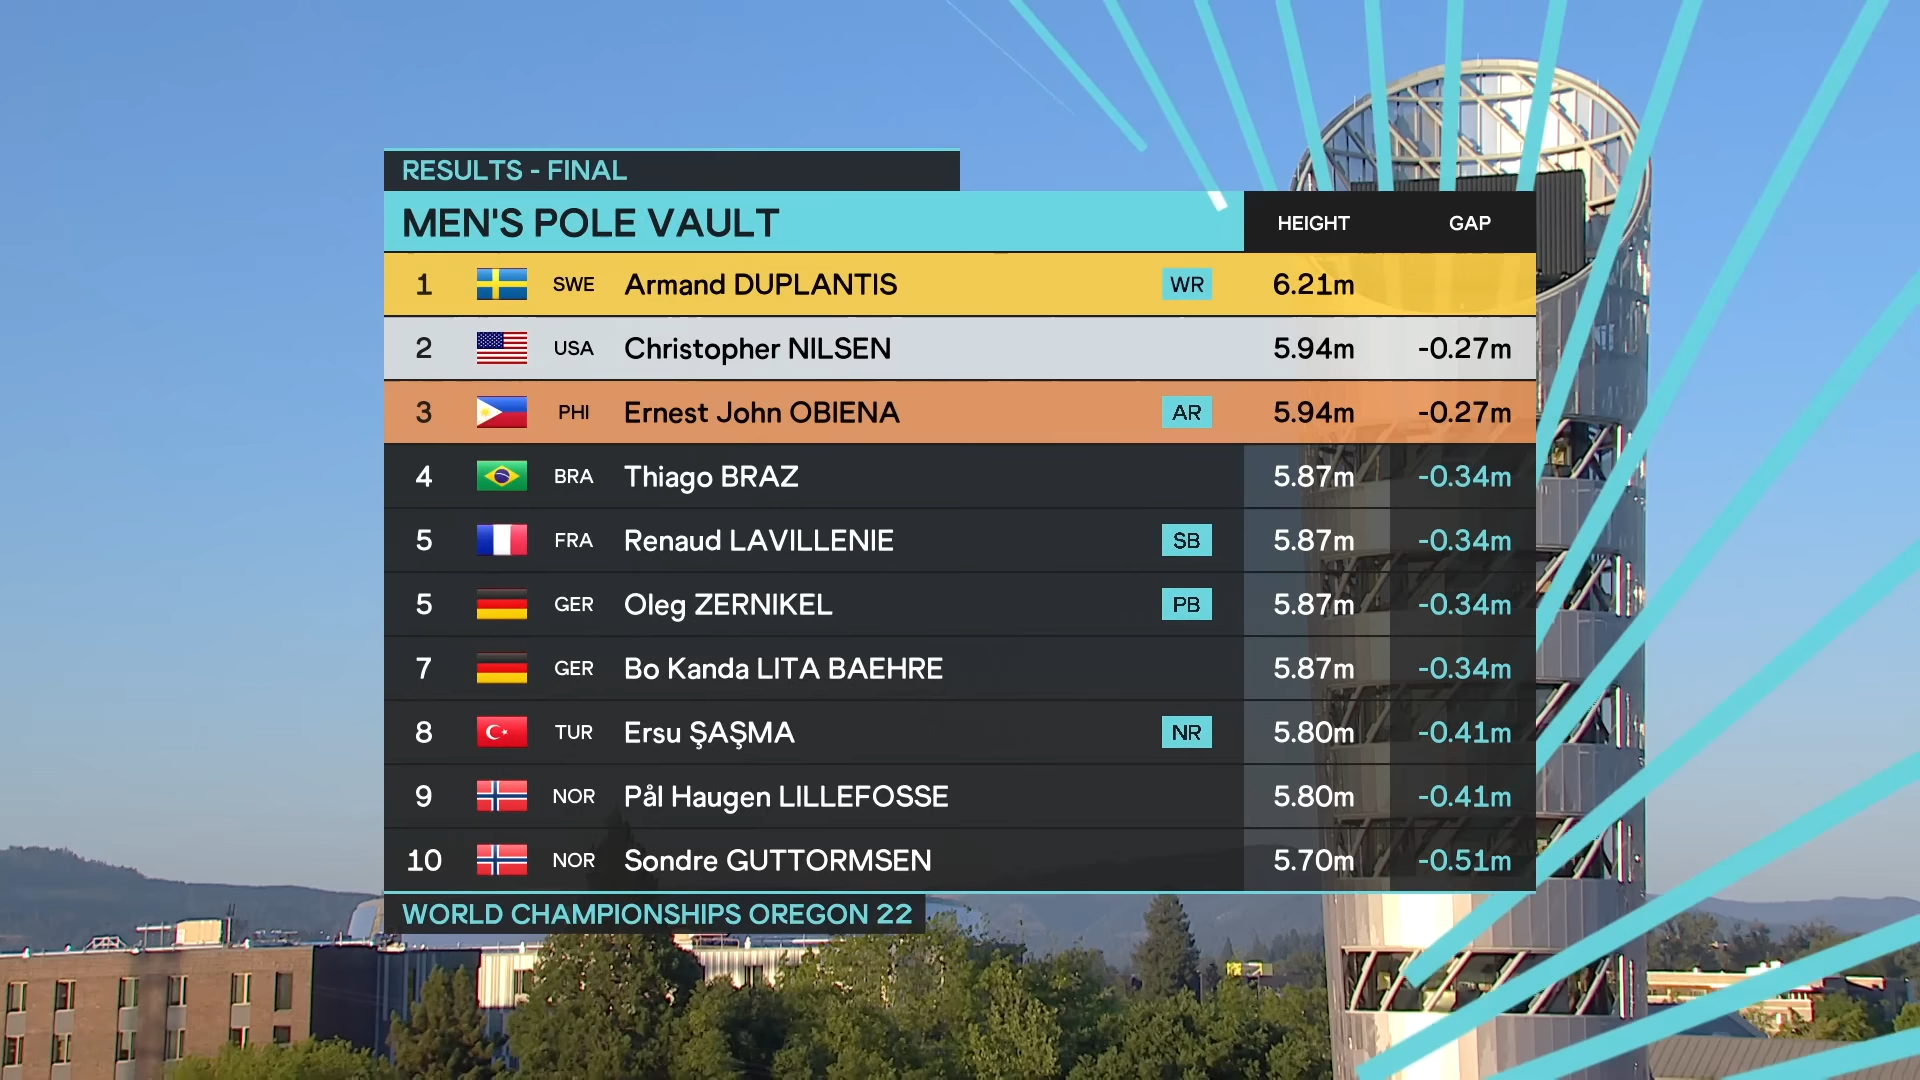 RESULTS - FINAL
MEN'S POLE VAULT HEIGHT GAP
1 SWE Armand DUPLANTIS WR 6.21m
2 USA Christopher NILSEN 5.94m -0.27m
3 PHI Ernest John OBIENA AR 5.94m -0.27m
4 BRA Thiago BRAZ 5.87m -0.34m
5 FRA Renaud LAVILLENIE SB 5.87m -0.34m
5 GER Oleg ZERNIKEL PB 5.87m -0.34m
7 GER Bo Kanda LITA BAEHRE 5.87m -0.34m
8 TUR Ersu ŞAŞMA NR 5.80m -0.41m
9 NOR Pål Haugen LILLEFOSSE 5.80m -0.41m
10 NOR Sondre GUTTORMSEN 5.70m -0.51m
WORLD CHAMPIONSHIPS OREGON 22